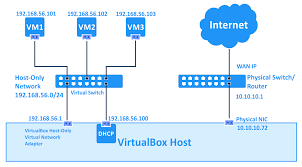 192.168.56.101 192.168.56.102 192.168.56.103
VM1 VM2 VM3
Internet
WAN IP
Host-Only
Network
192.168.56.0/24
Virtual Switch
Physical Switch/
Router
10.10.10.1
192.168.56.1
192.168.56.100
Physical NIC
10.10.10.72
VirtualBox Host-Only
Virtual Network
Adapter
DHCP
VirtualBox Host